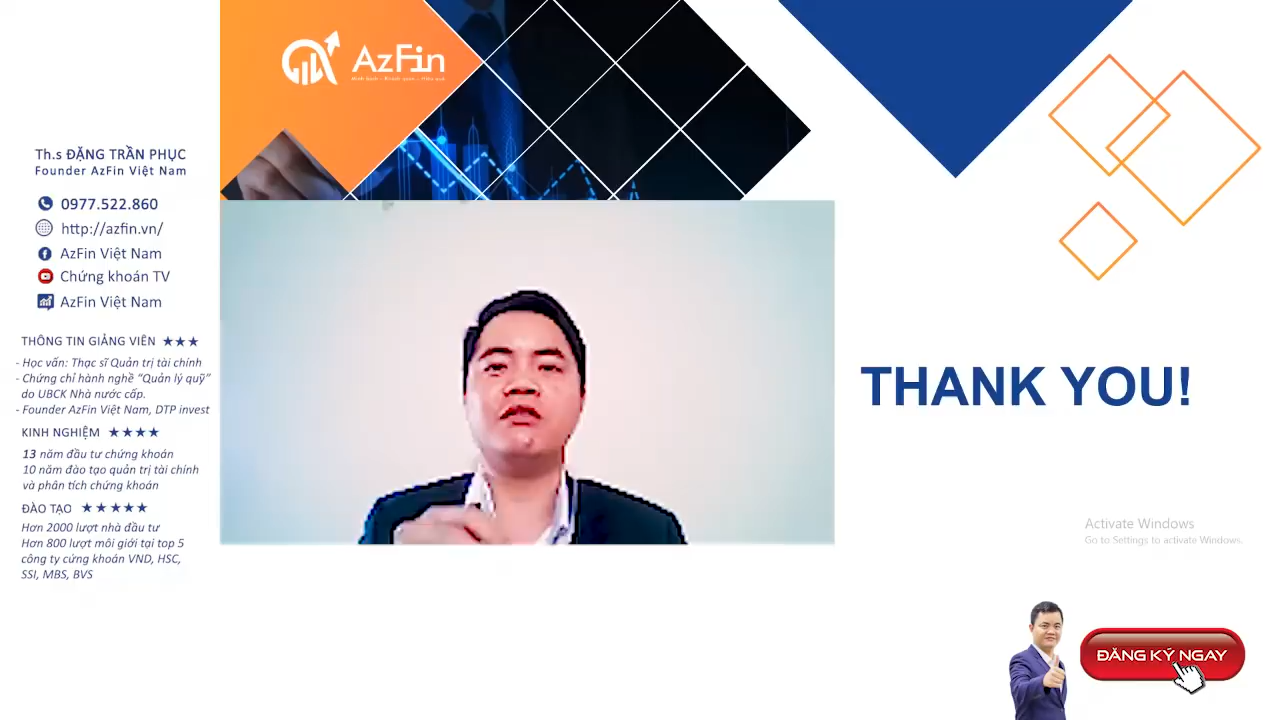 AzFin
Th.s ĐẶNG TRẦN PHỤC
Founder AzFin Việt Nam
0977.522.860
http://azfin.vn/
AzFin Việt Nam
Chứng khoán TV
AzFin Việt Nam
THÔNG TIN GIẢNG VIÊN ★★★
- Học vấn: Thạc sĩ Quản trị tài chính
- Chứng chỉ hành nghề “Quản lý quỹ”
do UBCK Nhà nước cấp.
- Founder AzFin Việt Nam, DTP invest
KINH NGHIỆM ★★★★
13 năm đầu tư chứng khoán
10 năm đào tạo quản trị tài chính
và phân tích chứng khoán
ĐÀO TẠO ★★★★★
Hơn 2000 lượt nhà đầu tư
Hơn 800 lượt môi giới tại top 5
công ty cứng khoán VND, HSC,
SSI, MBS, BVS
THANK YOU!
Activate Windows
Go to Settings to activate Windows.
ĐĂNG KÝ NGAY